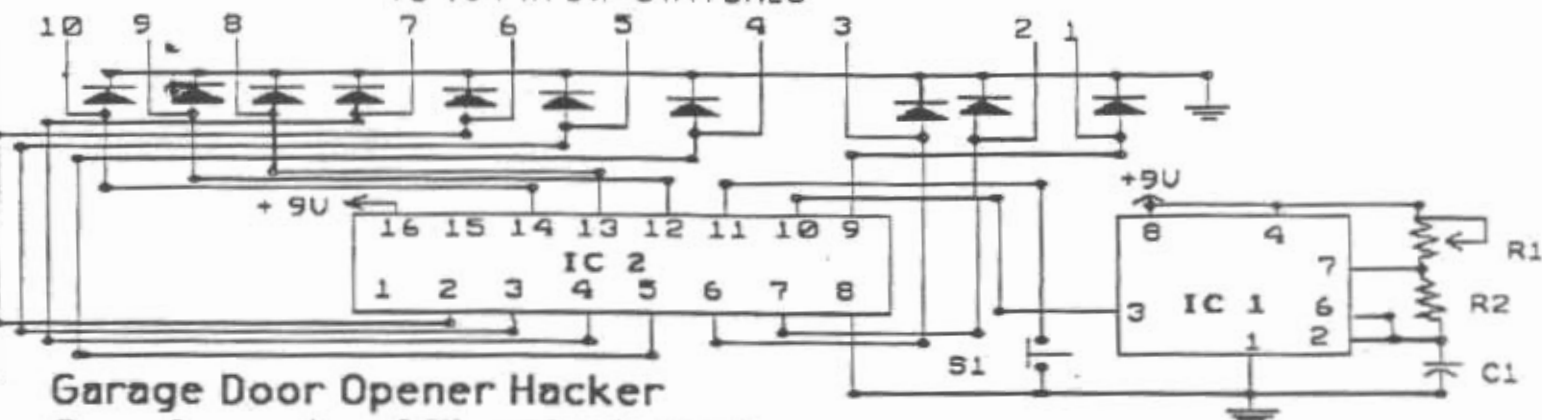 10 9 8 7 6 5 4 3 2 1
+9V
+9V
16 15 14 13 12 11 10 9
IC 2
1 2 3 4 5 6 7 8
8 4
7
R1
IC 1
3
6
R2
2
1
S1
C1
Garage Door Opener Hacker